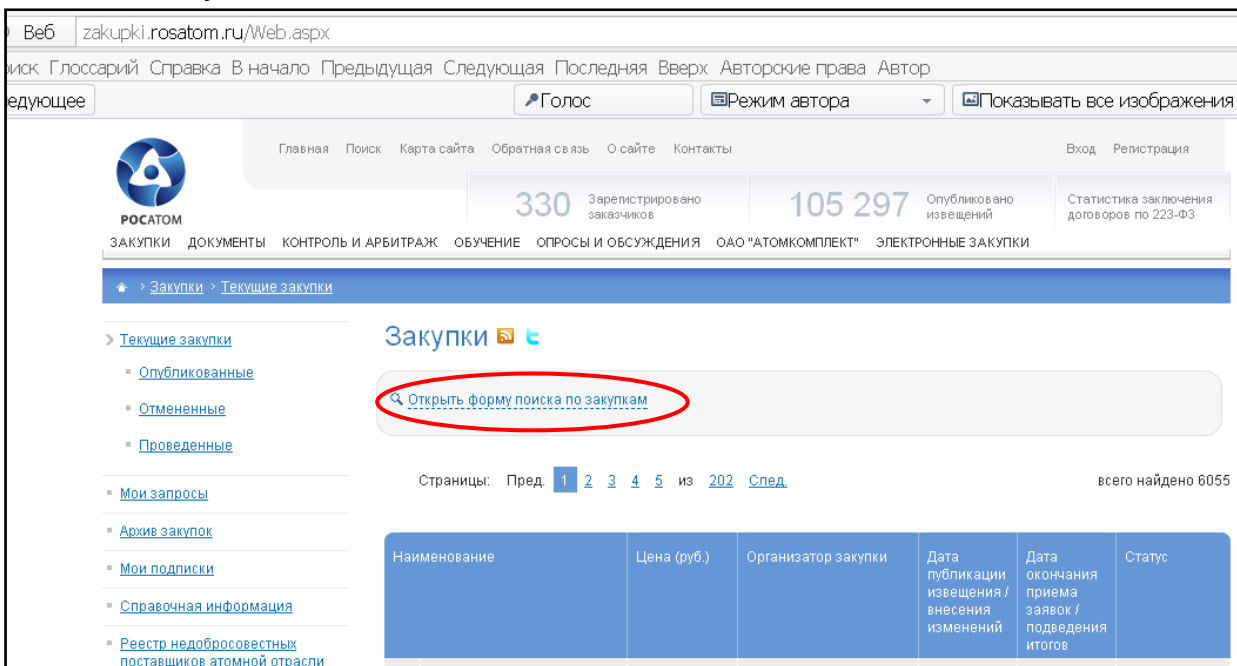 Веб zakupki.rosatom.ru/Web.aspx
Глоссарий Справка В начало Предыдущая Следующая Последняя Вверх Авторские права Автор
Голос Режим автора Показывать все изображения
Главная Поиск Карта сайта Обратная связь О сайте Контакты Вход Регистрация
330 Зарегистрировано заказчиков 105 297 Опубликовано извещений Статистика заключения договоров по 223-ФЗ
РОСАТОМ
ЗАКУПКИ ДОКУМЕНТЫ КОНТРОЛЬ И АРБИТРАЖ ОБУЧЕНИЕ ОПРОСЫ И ОБСУЖДЕНИЯ ОАО "АТОМКОМПЛЕКТ" ЭЛЕКТРОННЫЕ ЗАКУПКИ
> Закупки > Текущие закупки
Текущие закупки
Опубликованные
Отмененные
Проведенные
Мои запросы
Архив закупок
Мои подписки
Справочная информация
Реестр недобросовестных
поставщиков атомной отрасли
Закупки
Открыть форму поиска по закупкам
Страницы: Пред. 1 2 3 4 5 из 202 След. всего найдено 6055
Наименование
Цена (руб.)
Организатор закупки
Дата
публикации
извещения /
внесения
изменений
Дата
окончания
приема
заявок /
подведения
итогов
Статус